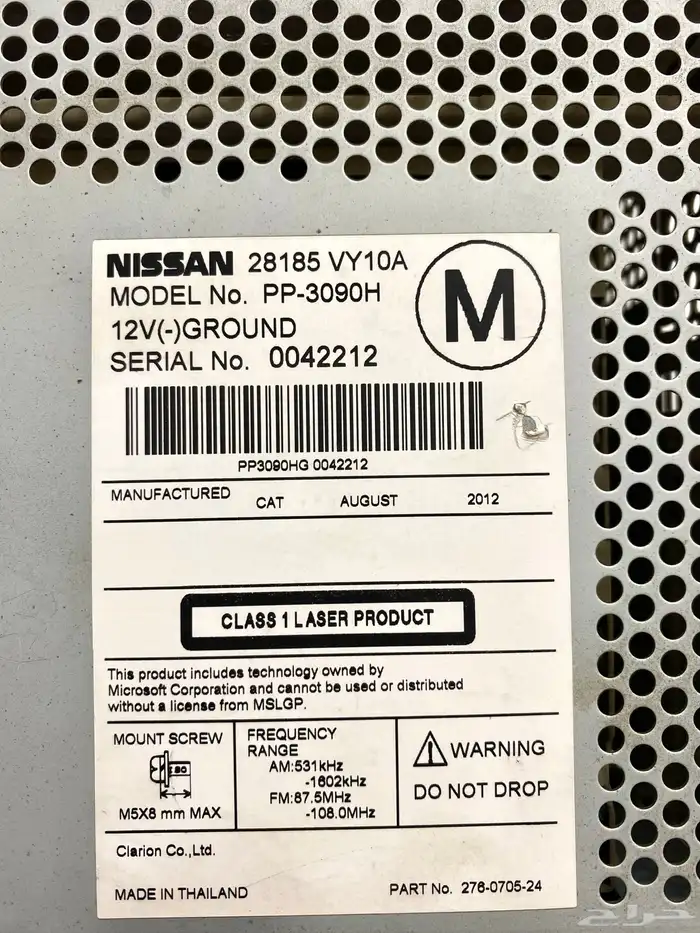 NISSAN 28185 VY10A
MODEL No. PP-3090H
12V(-)GROUND
SERIAL No. 0042212
M
PP3090HG 0042212
MANUFACTURED CAT AUGUST 2012
CLASS 1 LASER PRODUCT
This product includes technology owned by
Microsoft Corporation and cannot be used or distributed
without a license from MSLGP.
MOUNT SCREW
M5X8 mm MAX
FREQUENCY
RANGE
AM:531kHz
-1602kHz
FM:87.5MHz
-108.0MHz
WARNING
DO NOT DROP
Clarion Co.,Ltd.
MADE IN THAILAND PART No. 276-0705-24
حراج